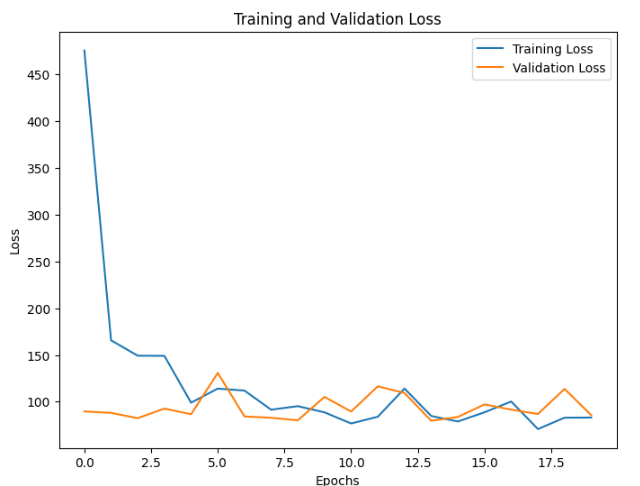 Training and Validation Loss
Training Loss
Validation Loss
450
400
350
300
250
200
150
100
Loss
0.0 2.5 5.0 7.5 10.0 12.5 15.0 17.5
Epochs